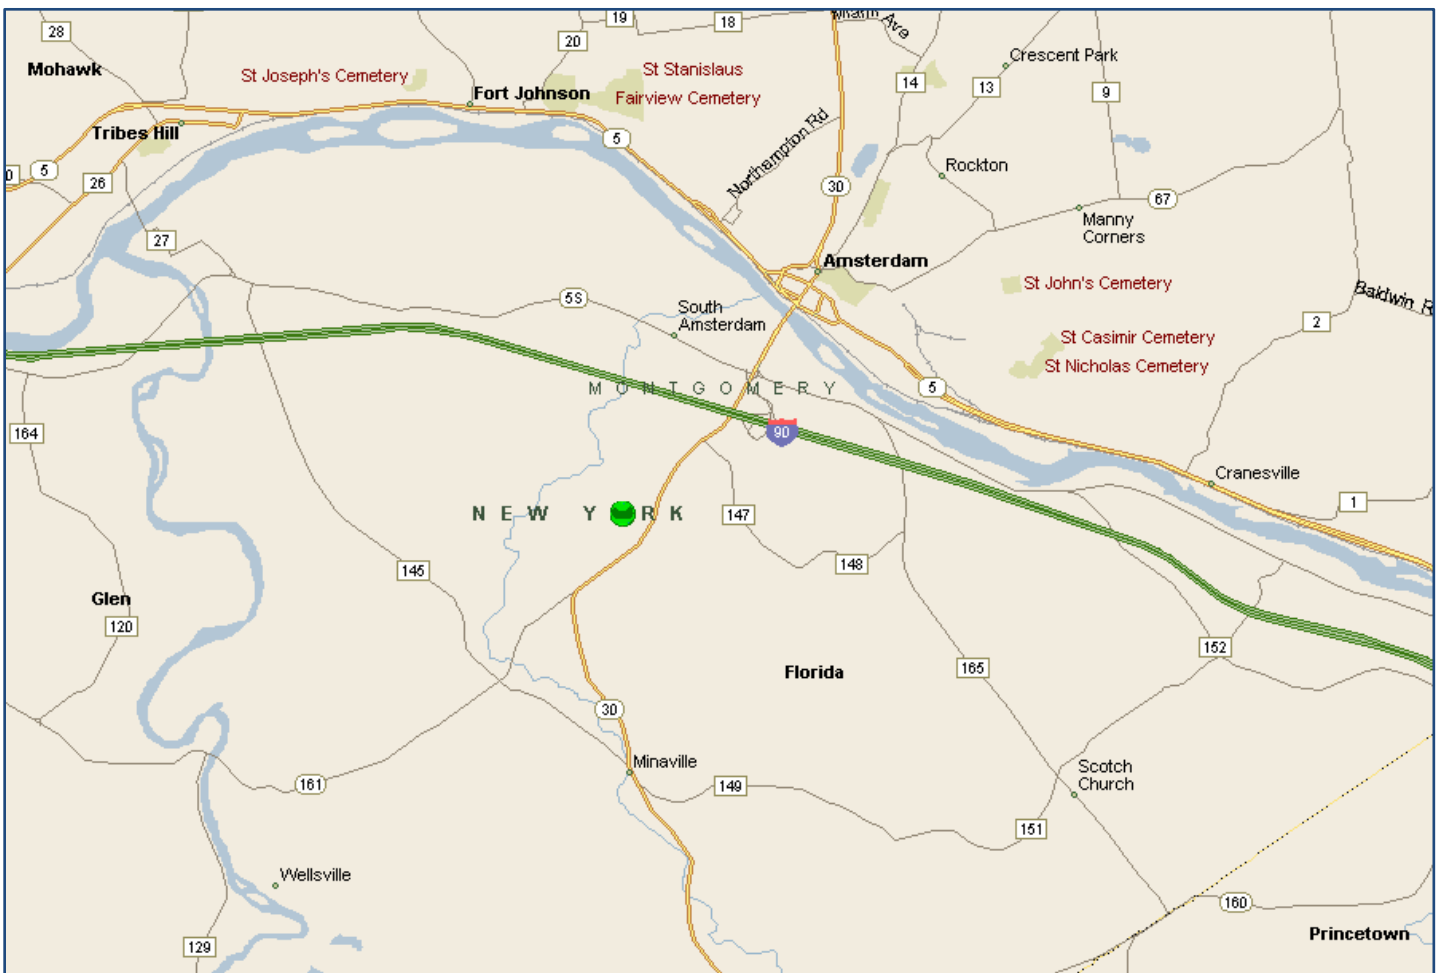 28
19
18
Miami Ave
20
Mohawk
St Joseph's Cemetery
St Stanislaus
Fairview Cemetery
Fort Johnson
14
Crescent Park
13
9
Tribes Hill
5
Northampton Rd
5
26
30
Rockton
67
Manny
Corners
27
Amsterdam
5S
South
Amsterdam
St John's Cemetery
Baldwin R
2
St Casimir Cemetery
St Nicholas Cemetery
MONTGOMERY
5
164
90
Cranesville
1
NEW Y RK
147
148
145
Glen
120
152
165
Florida
30
Minaville
Scotch
Church
161
149
151
Wellsville
160
Princetown
129